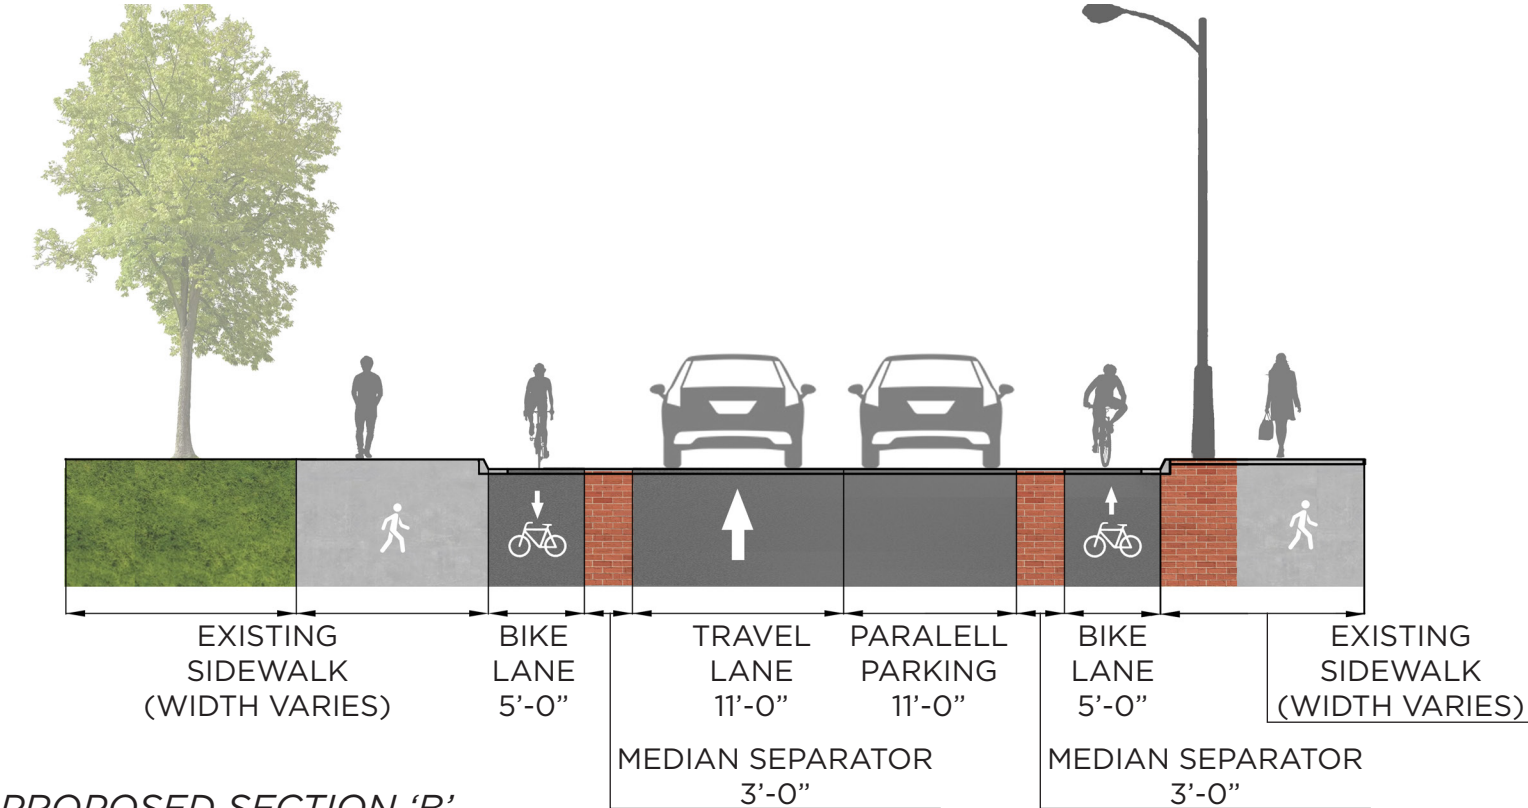 EXISTING
SIDEWALK
(WIDTH VARIES)
BIKE
LANE
5'-0”
TRAVEL
LANE
11'-0”
PARALELL
PARKING
11'-0”
BIKE
LANE
5'-0”
EXISTING
SIDEWALK
(WIDTH VARIES)
MEDIAN SEPARATOR
3'-0”
MEDIAN SEPARATOR
3'-0”
PROPOSED SECTION ‘B’